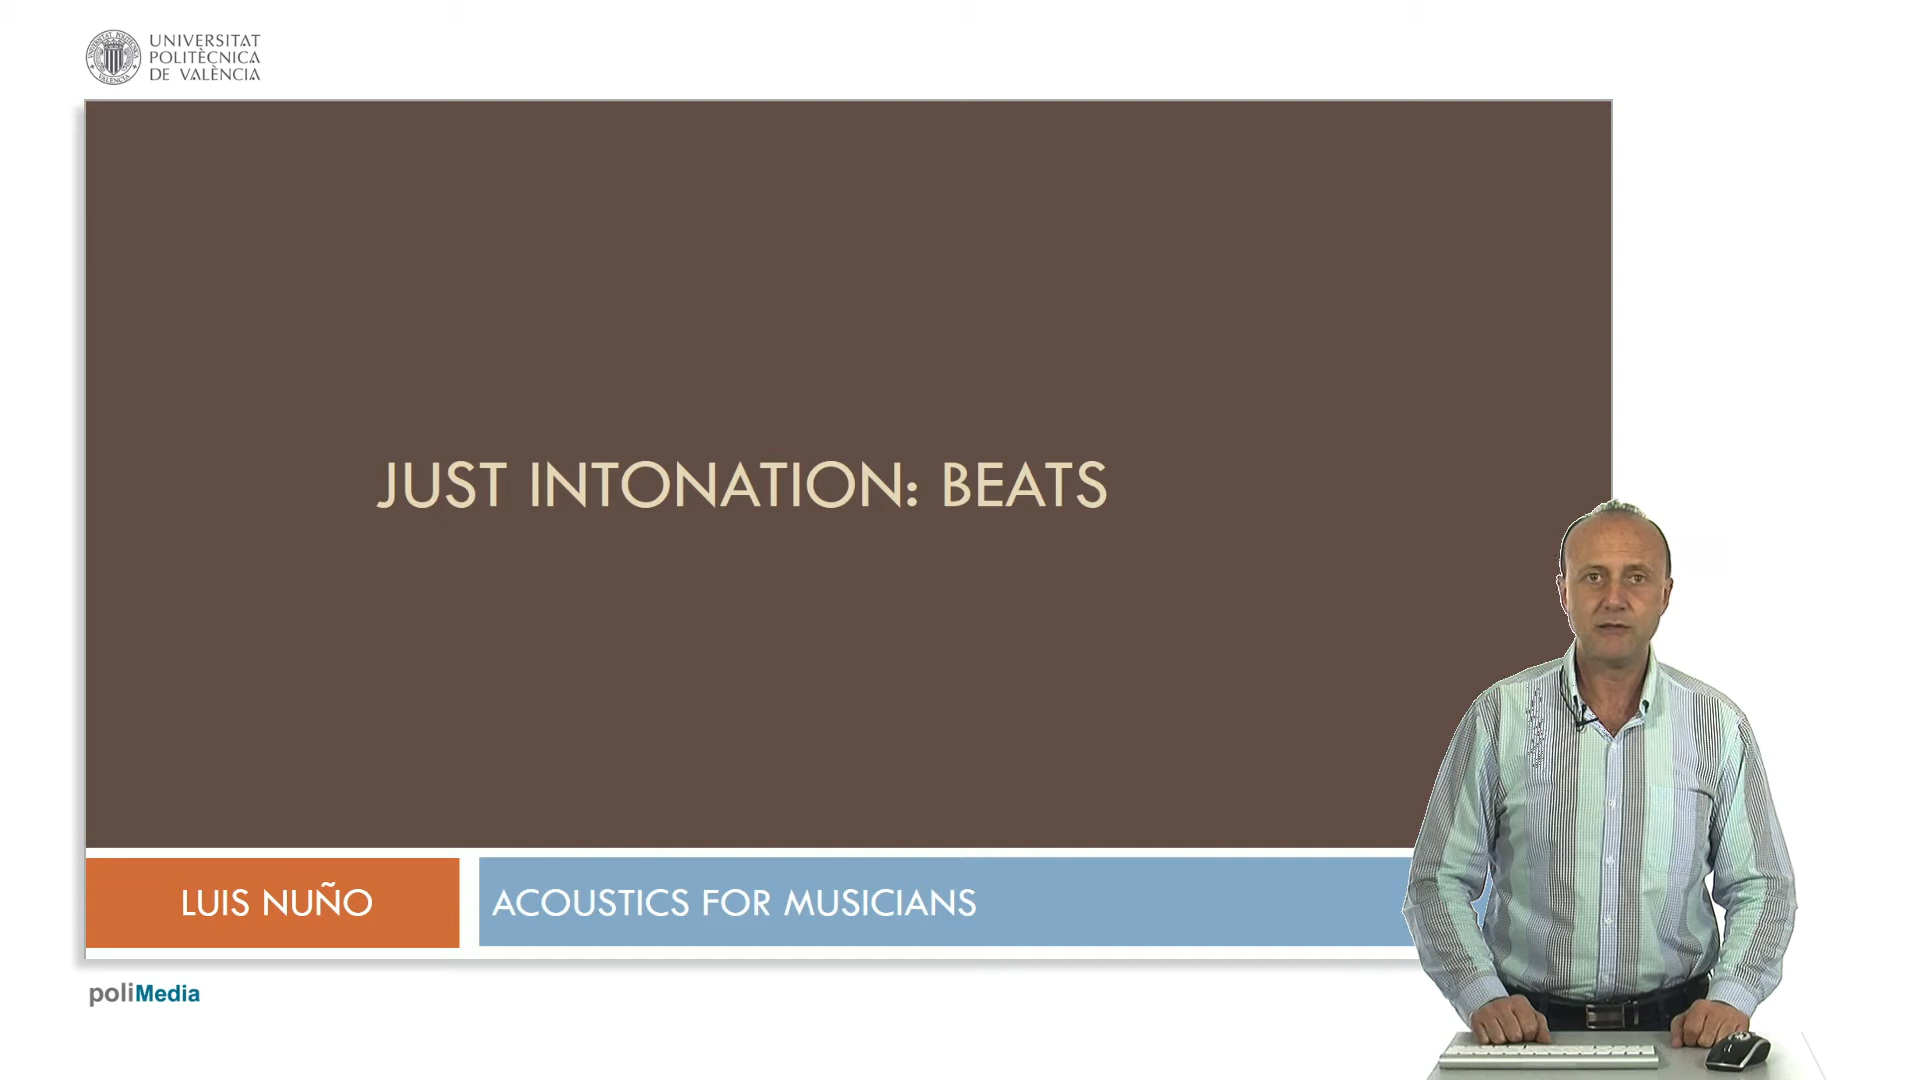 UNIVERSITAT
POLITÈCNICA
DE VALÈNCIA
JUST INTONATION: BEATS
LUIS NUÑO
ACOUSTICS FOR MUSICIANS
poliMedia